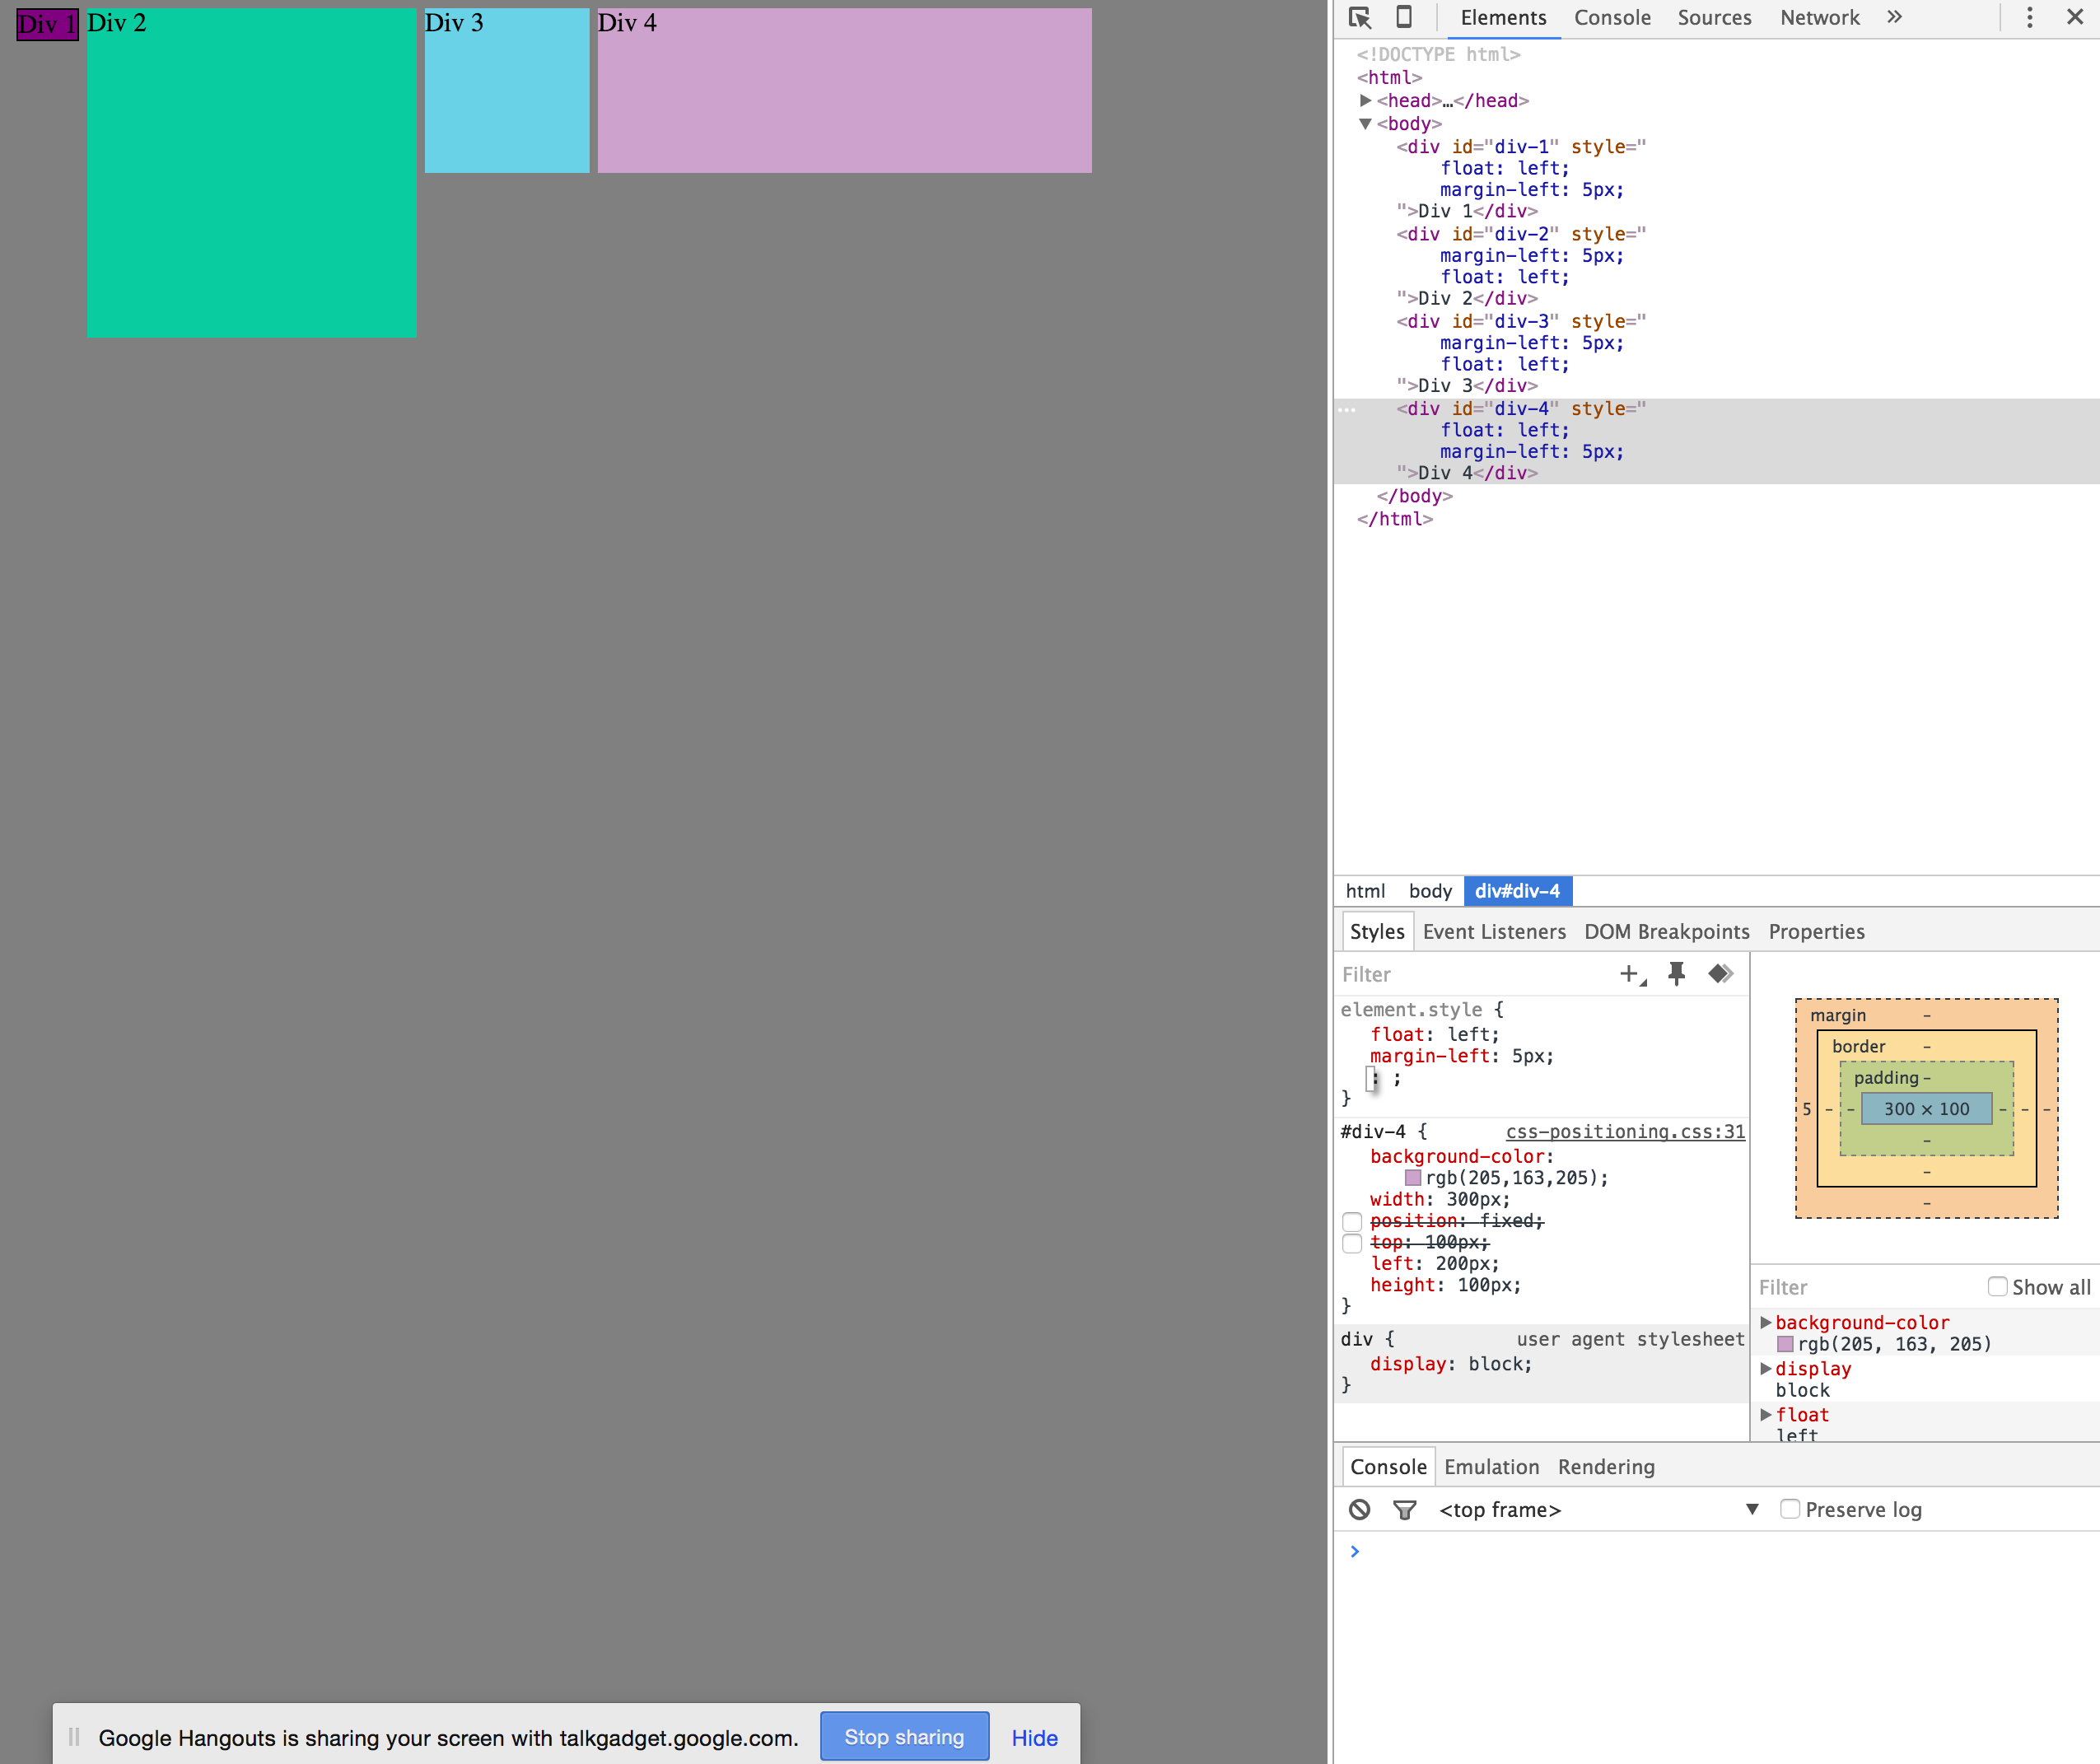 Div 1
Div 2
Div 3
Div 4
Elements Console Sources Network »
<!DOCTYPE html>
<html>
<head>…</head>
<body>
<div id="div-1" style="
float: left;
margin-left: 5px;
">Div 1</div>
<div id="div-2" style="
margin-left: 5px;
float: left;
">Div 2</div>
<div id="div-3" style="
margin-left: 5px;
float: left;
">Div 3</div>
<div id="div-4" style="
float: left;
margin-left: 5px;
">Div 4</div>
</body>
</html>
html body div#div-4
Styles Event Listeners DOM Breakpoints Properties
Filter
element.style {
float: left;
margin-left: 5px;
: ;
}
#div-4 { css-positioning.css:31
background-color:
rgb(205,163,205);
width: 300px;
position: fixed;
top: 100px;
left: 200px;
height: 100px;
}
div { user agent stylesheet
display: block;
}
margin -
border -
padding -
5 - - 300 × 100 - - -
-
-
-
Filter Show all
background-color
rgb(205, 163, 205)
display
block
float
left
Console Emulation Rendering
<top frame> ▼ Preserve log
>
Google Hangouts is sharing your screen with talkgadget.google.com. Stop sharing Hide